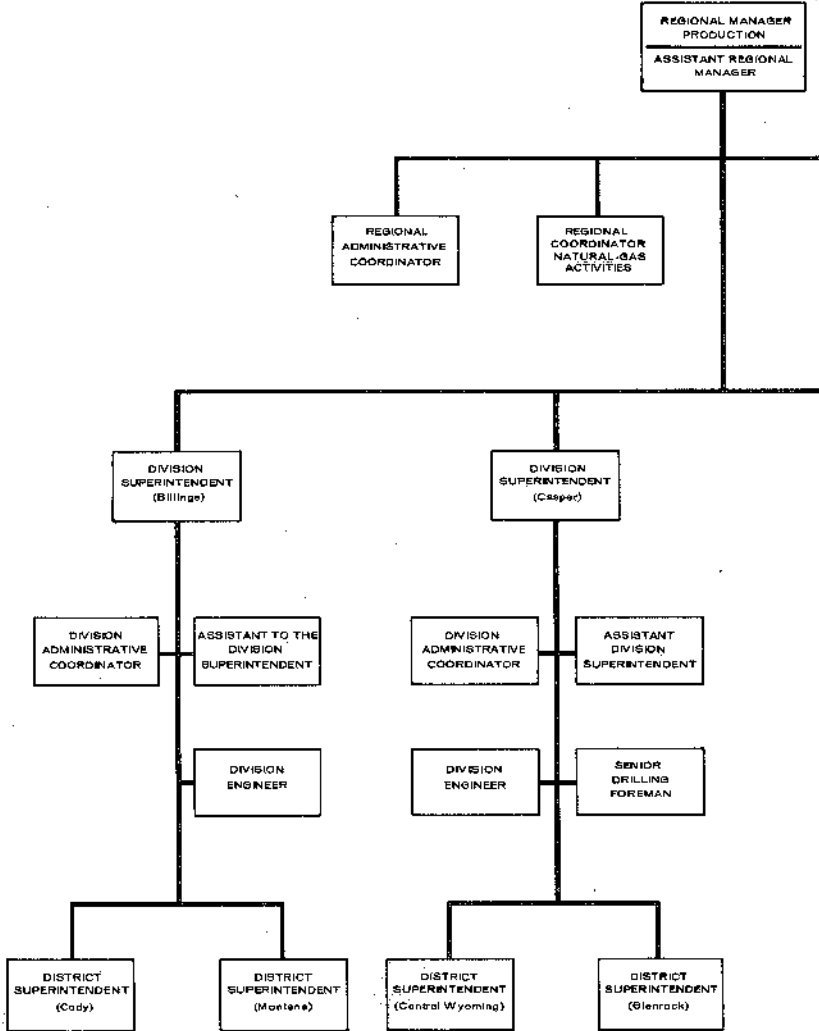 REGIONAL MANAGER
PRODUCTION
ASSISTANT REGIONAL
MANAGER
REGIONAL
ADMINISTRATIVE
COORDINATOR
REGIONAL
COORDINATOR
NATURAL-GAS
ACTIVITIES
DIVISION
SUPERINTENDENT
(Billings)
DIVISION
SUPERINTENDENT
(Casper)
DIVISION
ADMINISTRATIVE
COORDINATOR
ASSISTANT TO THE
DIVISION
SUPERINTENDENT
DIVISION
ADMINISTRATIVE
COORDINATOR
ASSISTANT
DIVISION
SUPERINTENDENT
DIVISION
ENGINEER
DIVISION
ENGINEER
SENIOR
DRILLING
FOREMAN
DISTRICT
SUPERINTENDENT
(Cody)
DISTRICT
SUPERINTENDENT
(Montana)
DISTRICT
SUPERINTENDENT
(Central Wyoming)
DISTRICT
SUPERINTENDENT
(Glenrock)